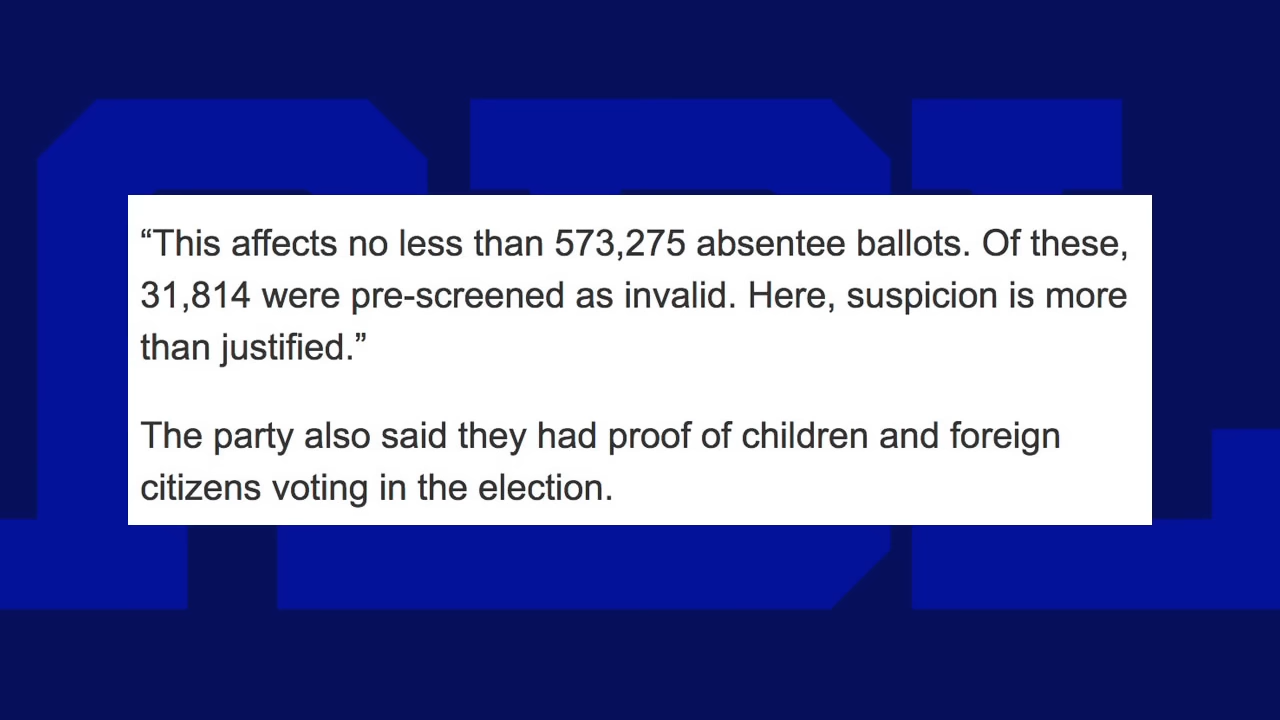 “This affects no less than 573,275 absentee ballots. Of these,
31,814 were pre-screened as invalid. Here, suspicion is more
than justified.”
The party also said they had proof of children and foreign
citizens voting in the election.